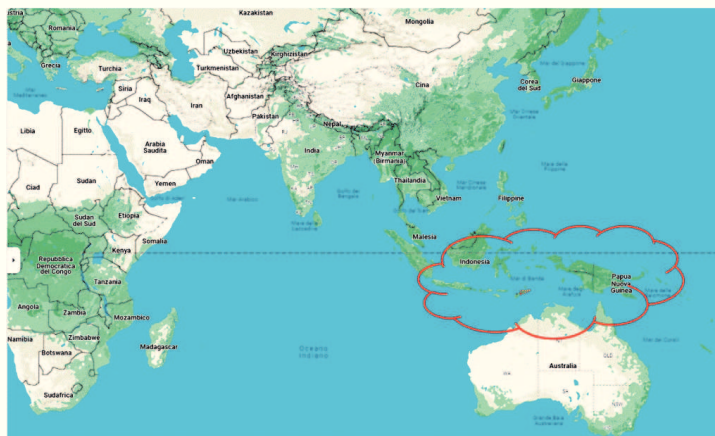 Kazakistan
Mongolia
Romania
Uzbekistan
Kirghizistan
Grecia
Turchia
Turkmenistan
Cina
Corea
del Sud
Giappone
Siria
Iraq
Iran
Afghanistan
Pakistan
Nepal
Libia
Egitto
Arabia
Saudita
Oman
India
Myanmar
(Birmania)
Ciad
Sudan
Yemen
Thailandia
Vietnam
Filippine
Sudan
del Sud
Etiopia
Somalia
Malesia
Repubblica
Democratica
del Congo
Kenya
Indonesia
Papua
Nuova
Guinea
Tanzania
Angola
Zambia
Mozambico
Zimbabwe
Madagascar
Oceano
Indiano
Namibia
Botswana
Australia
Sudafrica